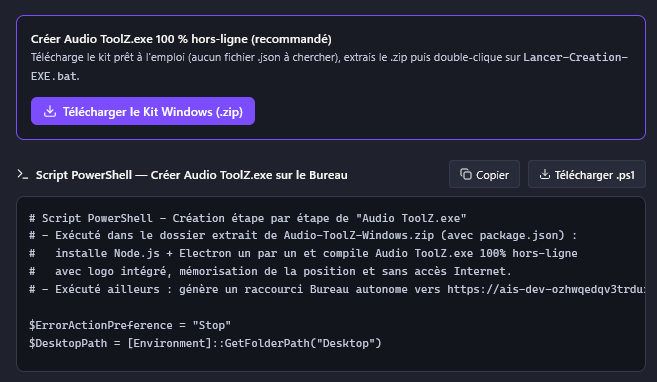 Créer Audio ToolZ.exe 100 % hors-ligne (recommandé)
Télécharge le kit prêt à l'emploi (aucun fichier .json à chercher), extrais le .zip puis double-clique sur Lancer-Creation-
EXE.bat.
Télécharger le Kit Windows (.zip)
Script PowerShell — Créer Audio ToolZ.exe sur le Bureau
Copier
Télécharger .ps1
# Script PowerShell - Création étape par étape de "Audio ToolZ.exe"
# - Exécuté dans le dossier extrait de Audio-ToolZ-Windows.zip (avec package.json) :
#   installe Node.js + Electron un par un et compile Audio ToolZ.exe 100% hors-ligne
#   avec logo intégré, mémorisation de la position et sans accès Internet.
# - Exécuté ailleurs : génère un raccourci Bureau autonome vers https://ais-dev-ozhwqedqv3trdu
$ErrorActionPreference = "Stop"
$DesktopPath = [Environment]::GetFolderPath("Desktop")